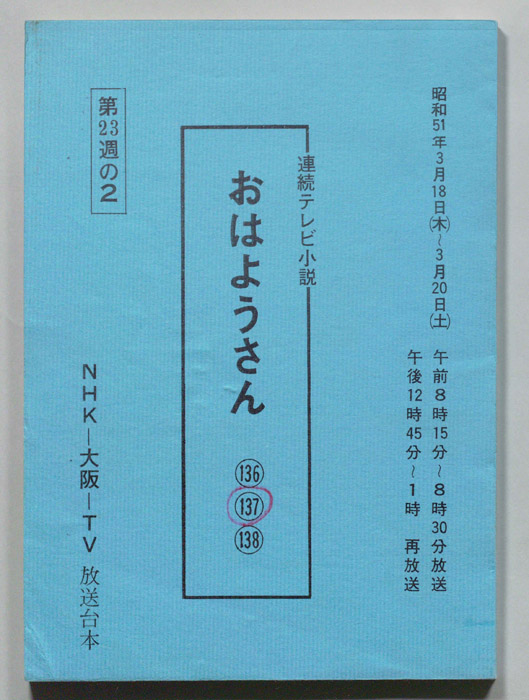 昭和51年3月18日(木)~3月20日(土)
午前8時15分~8時30分放送
午後12時45分~1時 再放送
連続テレビ小説
おはようさん
136
137
138
第23週の2
NHK-大阪-TV 放送台本